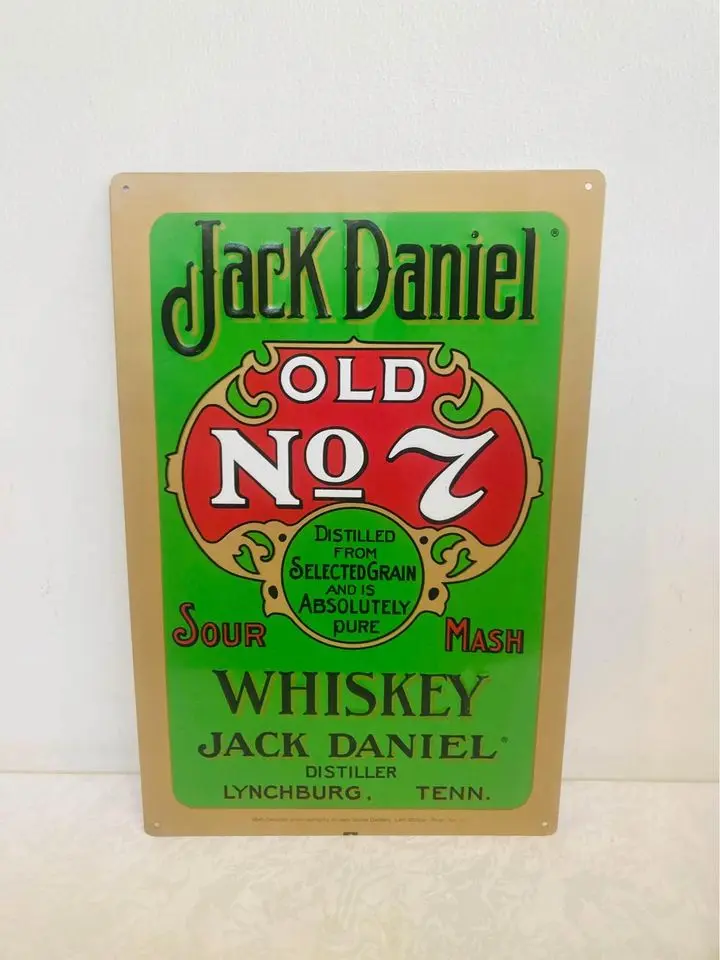 Jack Daniel®
OLD
No 7
DISTILLED
FROM
SELECTED GRAIN
AND IS
ABSOLUTELY
PURE
SOUR MASH
WHISKEY
JACK DANIEL®
DISTILLER
LYNCHBURG, TENN.